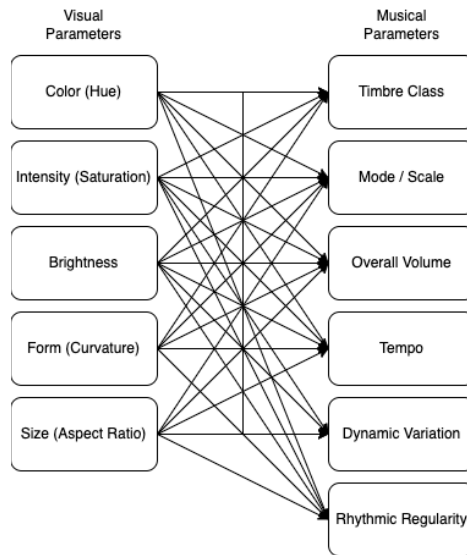 Visual
Parameters
Musical
Parameters
Color (Hue)
Timbre Class
Intensity (Saturation)
Mode / Scale
Brightness
Overall Volume
Form (Curvature)
Tempo
Size (Aspect Ratio)
Dynamic Variation
Rhythmic Regularity